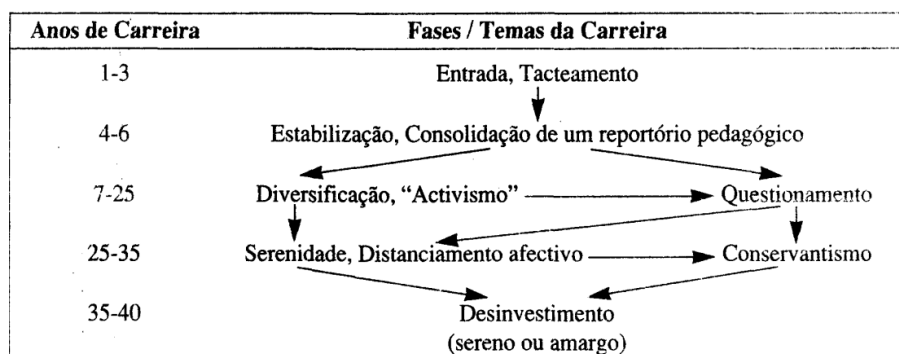 Anos de Carreira Fases / Temas da Carreira
1-3 Entrada, Tacteamento
4-6 Estabilização, Consolidação de um reportório pedagógico
7-25 Diversificação, “Activismo” Questionamento
25-35 Serenidade, Distanciamento afectivo Conservantismo
35-40 Desinvestimento
(sereno ou amargo)